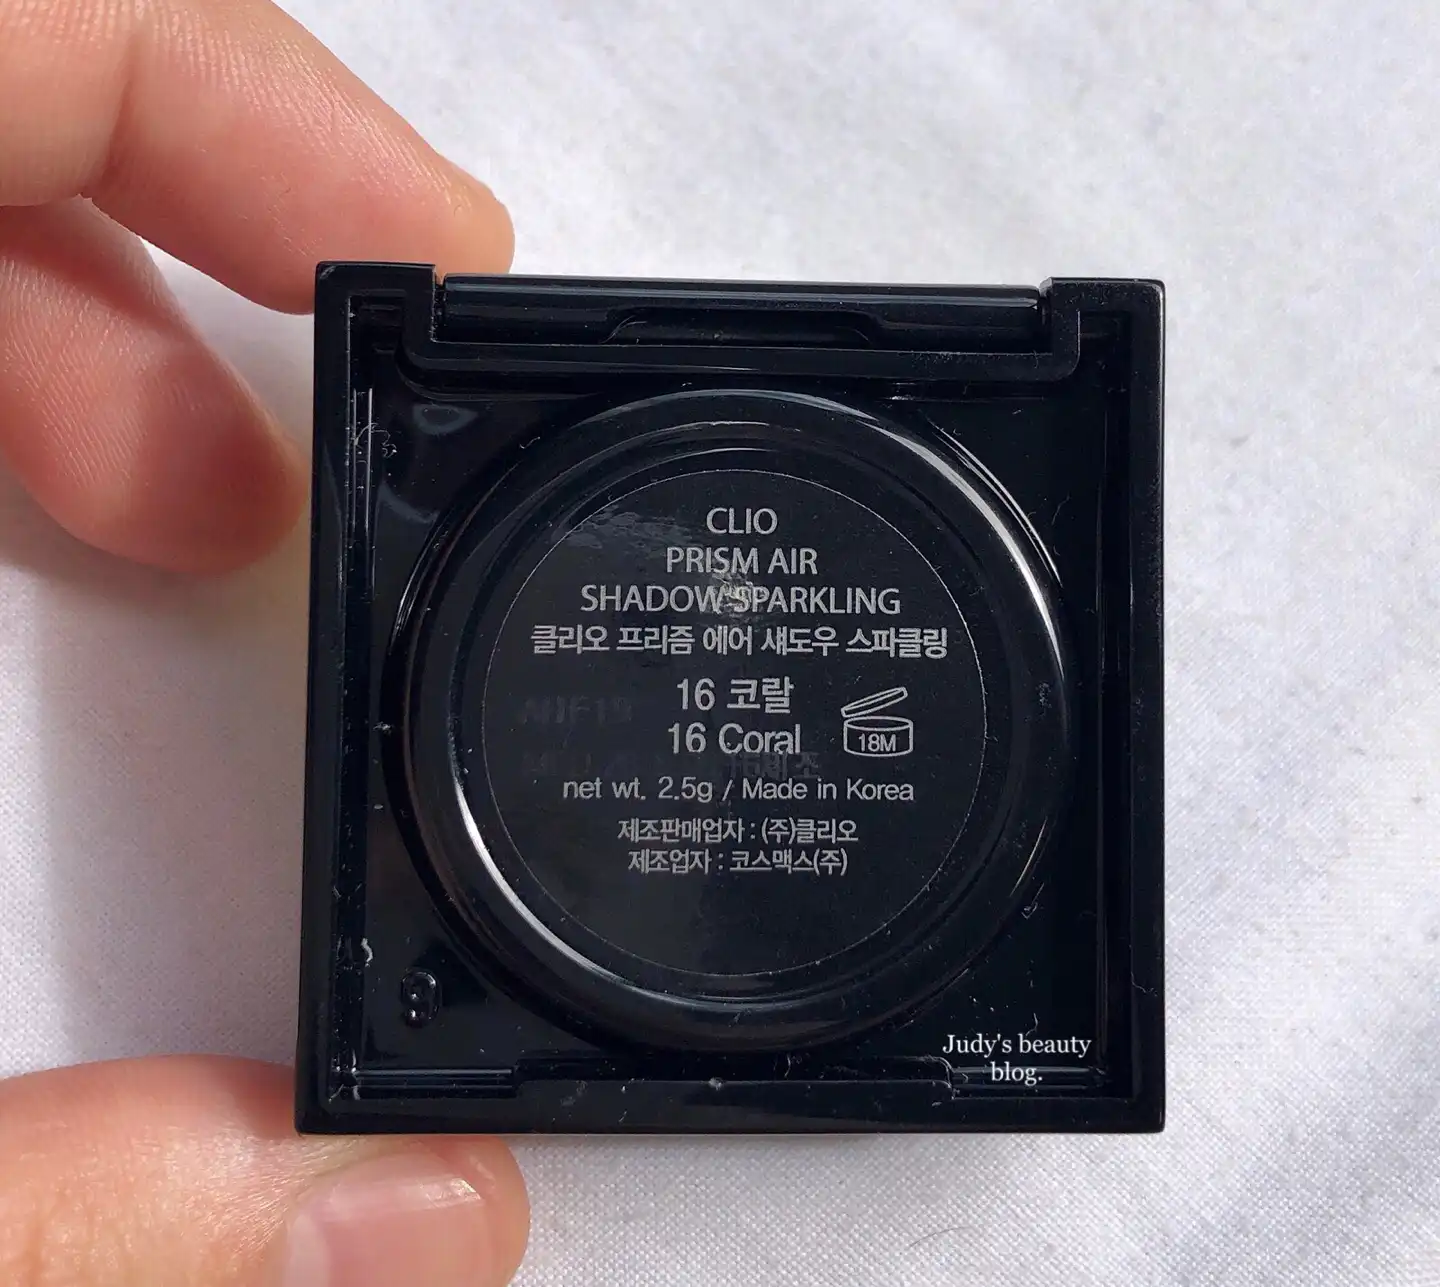 CLIO
PRISM AIR
SHADOW SPARKLING
클리오 프리즘 에어 섀도우 스파클링
16 코랄
16 Coral
18M
net wt. 2.5g / Made in Korea
제조판매업자 : (주)클리오
제조업자 : 코스맥스(주)
9
Judy's beauty
blog.